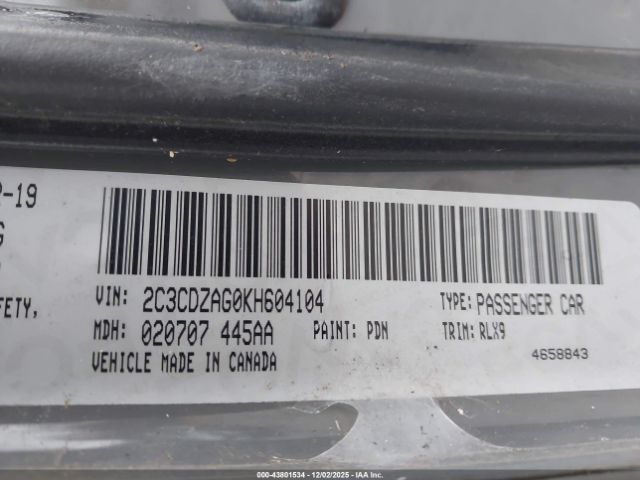 -19
VIN: 2C3CDZAG0KH604104 TYPE: PASSENGER CAR
FETY,
MDH: 020707 445AA PAINT: PDN TRIM: RLX9
VEHICLE MADE IN CANADA 4658843
000-43801534 - 12/02/2025 - IAA Inc.